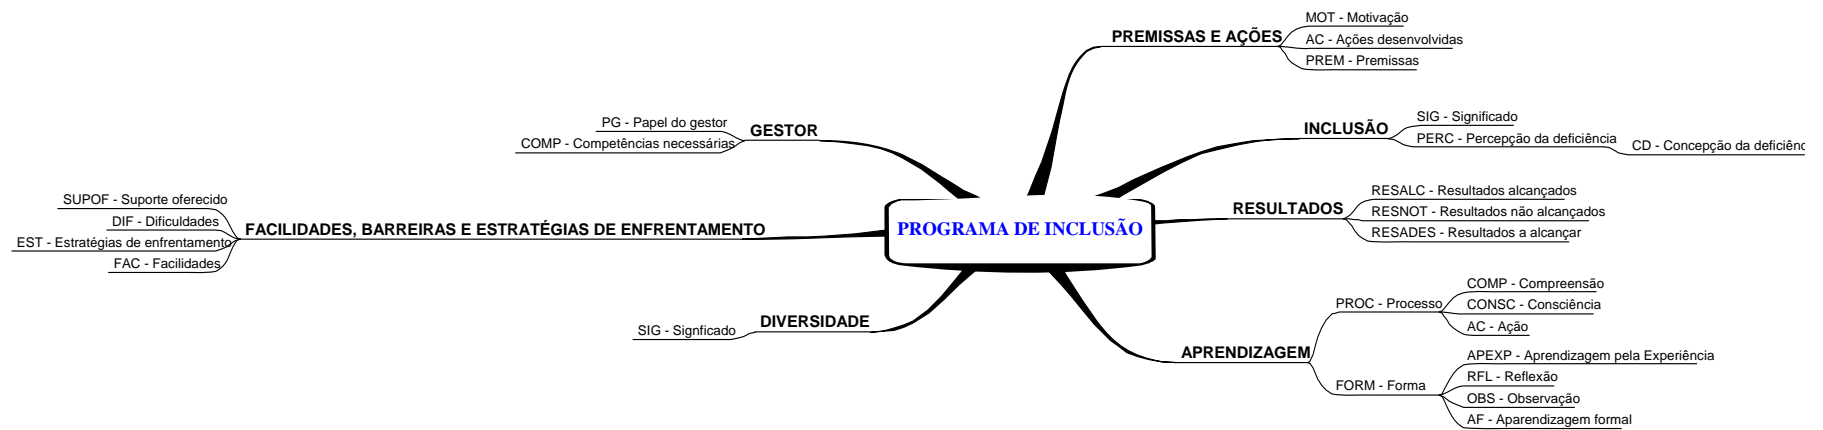 PROGRAMA DE INCLUSÃO
PREMISSAS E AÇÕES
MOT - Motivação
AC - Ações desenvolvidas
PREM - Premissas
INCLUSÃO
SIG - Significado
PERC - Percepção da deficiência
CD - Concepção da deficiênc
RESULTADOS
RESALC - Resultados alcançados
RESNOT - Resultados não alcançados
RESADES - Resultados a alcançar
APRENDIZAGEM
PROC - Processo
COMP - Compreensão
CONSC - Consciência
AC - Ação
FORM - Forma
APEXP - Aprendizagem pela Experiência
RFL - Reflexão
OBS - Observação
AF - Aparendizagem formal
GESTOR
PG - Papel do gestor
COMP - Competências necessárias
FACILIDADES, BARREIRAS E ESTRATÉGIAS DE ENFRENTAMENTO
SUPOF - Suporte oferecido
DIF - Dificuldades
EST - Estratégias de enfrentamento
FAC - Facilidades
DIVERSIDADE
SIG - Signficado